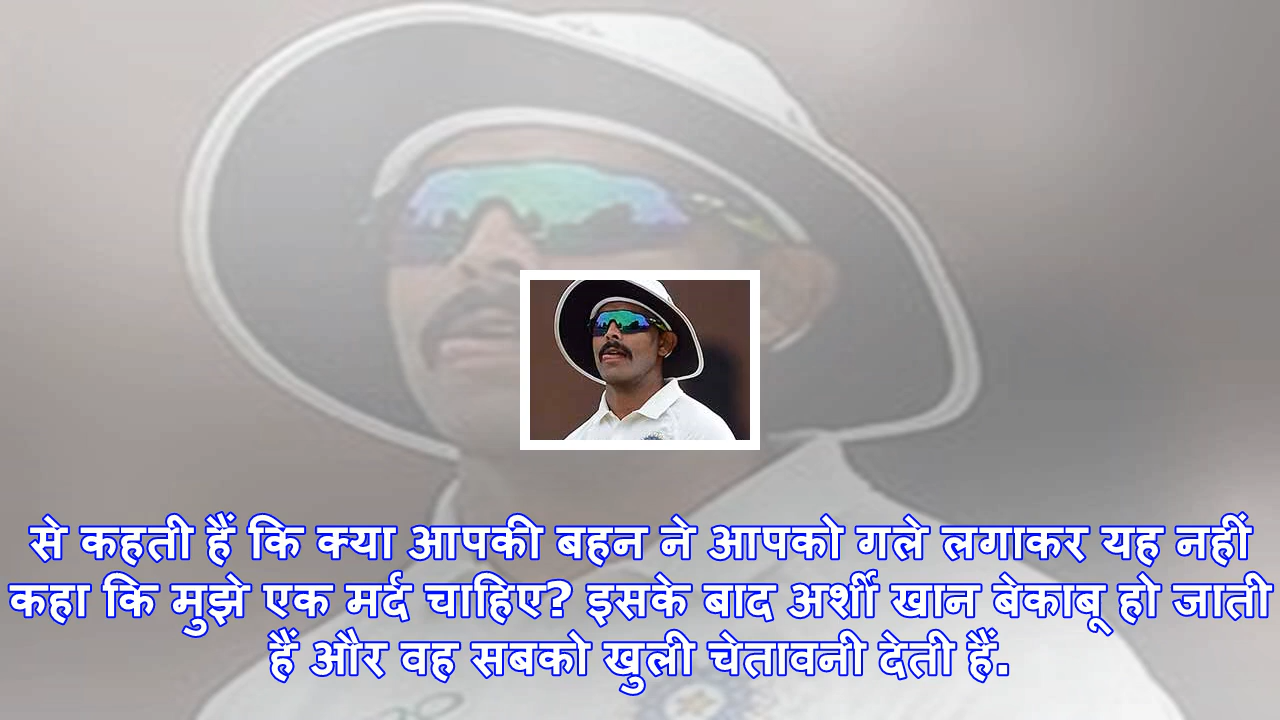 से कहती हैं कि क्या आपकी बहन ने आपको गले लगाकर यह नहीं
कहा कि मुझे एक मर्द चाहिए? इसके बाद अर्शी खान बेकाबू हो जाती
हैं और वह सबको खुली चेतावनी देती हैं.